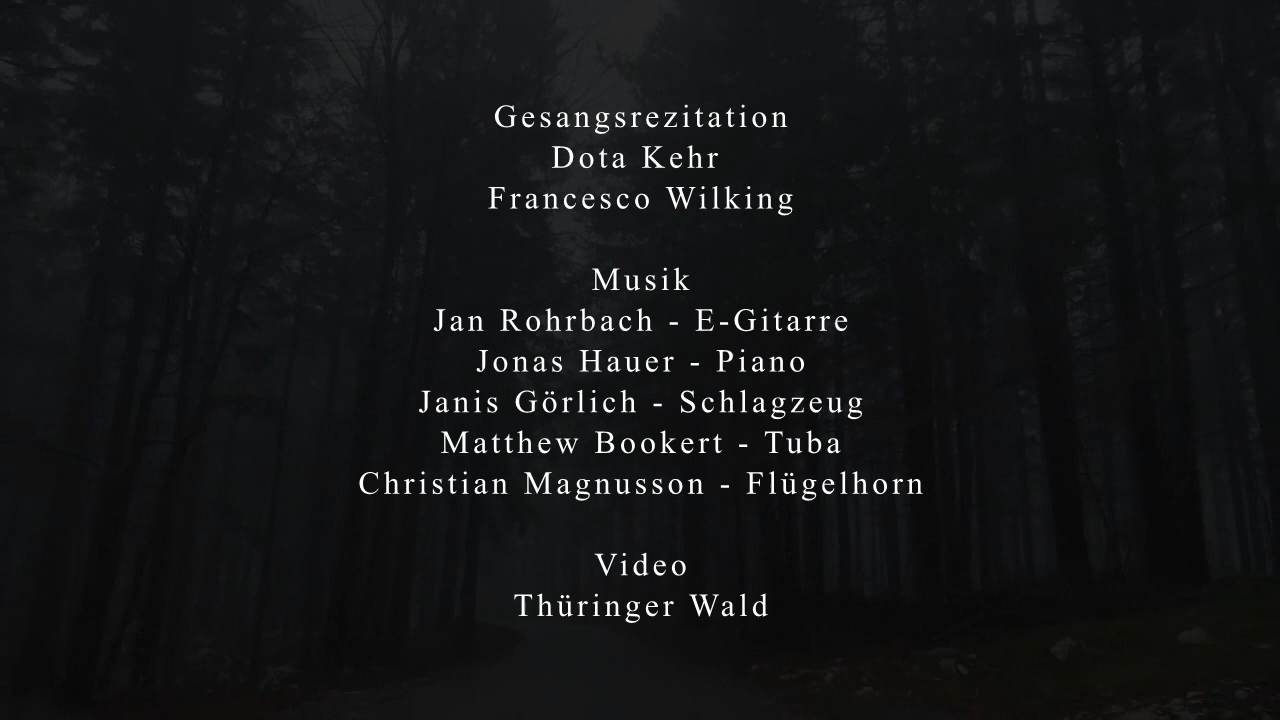 Gesangsrezitation
Dota Kehr
Francesco Wilking
Musik
Jan Rohrbach - E-Gitarre
Jonas Hauer - Piano
Janis Görlich - Schlagzeug
Matthew Bookert - Tuba
Christian Magnusson - Flügelhorn
Video
Thüringer Wald